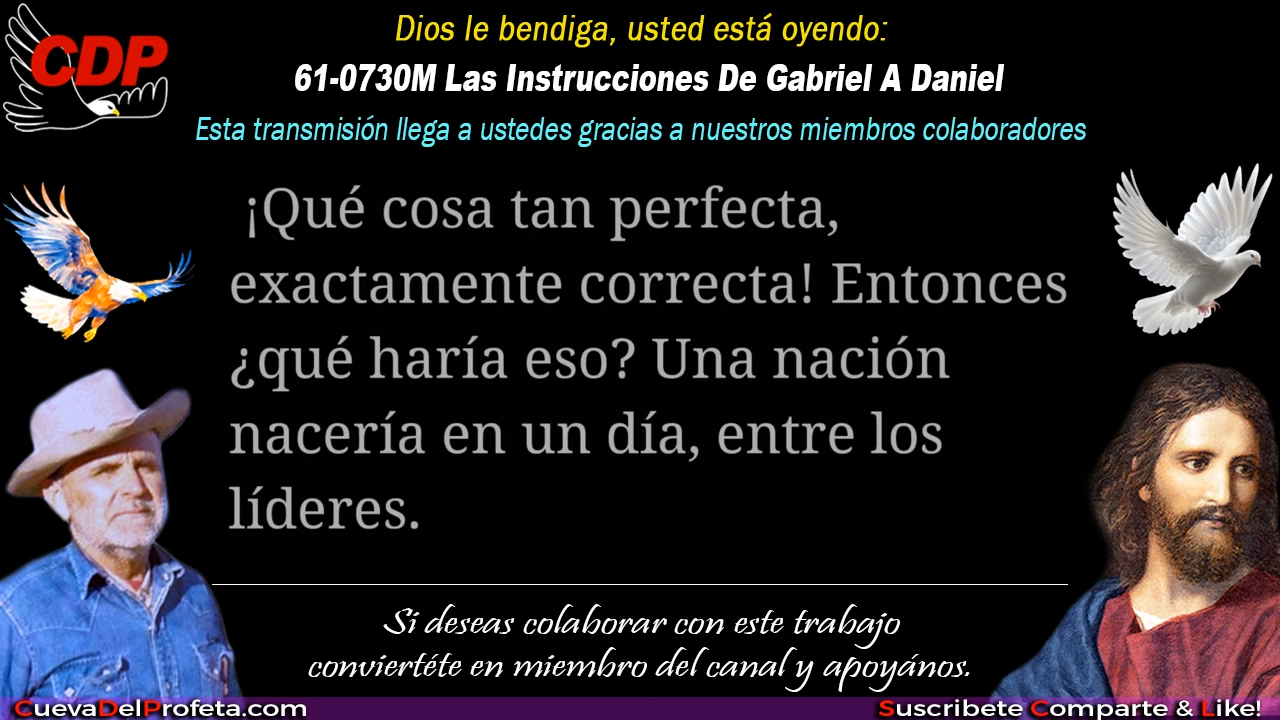 CDP
Dios le bendiga, usted está oyendo:
61-0730M Las Instrucciones De Gabriel A Daniel
Esta transmisión llega a ustedes gracias a nuestros miembros colaboradores
¡Qué cosa tan perfecta,
exactamente correcta! Entonces
¿qué haría eso? Una nación
nacería en un día, entre los
líderes.
Si deseas colaborar con este trabajo
conviertéte en miembro del canal y apoyános.
CuevaDelProfeta.com
Suscribete Comparte & Like!